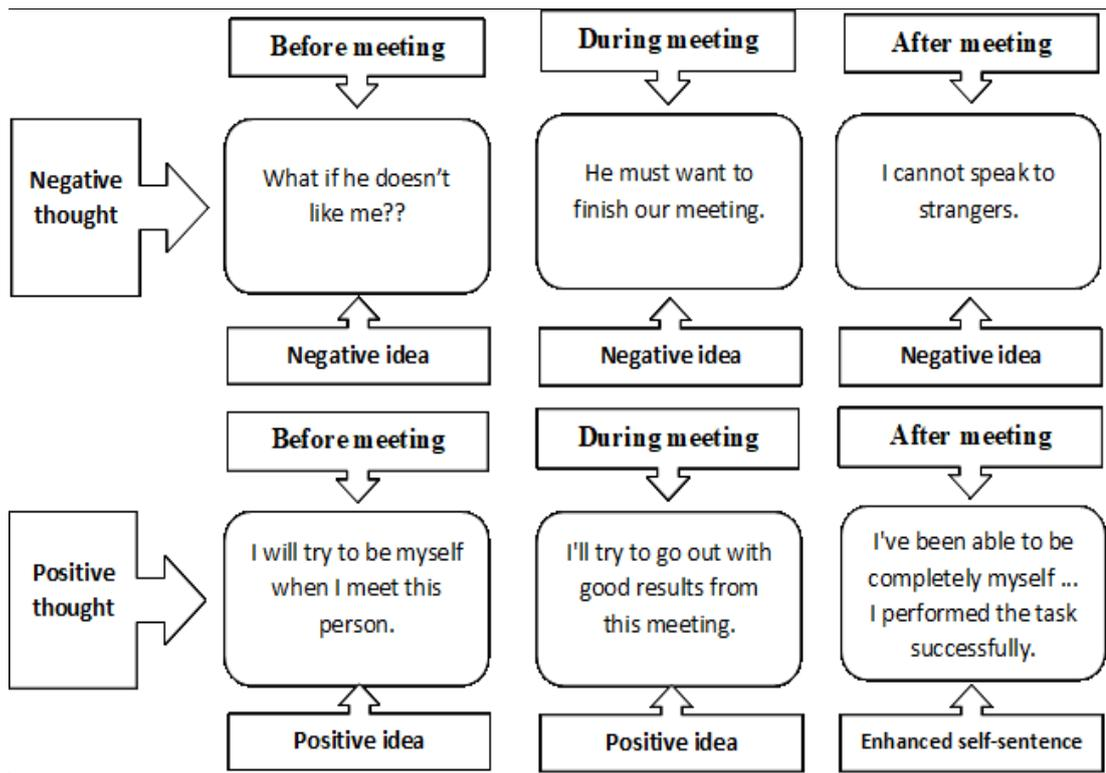 Before meeting
During meeting
After meeting
Negative
thought
What if he doesn't
like me??
He must want to
finish our meeting.
I cannot speak to
strangers.
Negative idea
Negative idea
Negative idea
Before meeting
During meeting
After meeting
Positive
thought
I will try to be myself
when I meet this
person.
I'll try to go out with
good results from
this meeting.
I've been able to be
completely myself ...
I performed the task
successfully.
Positive idea
Positive idea
Enhanced self-sentence